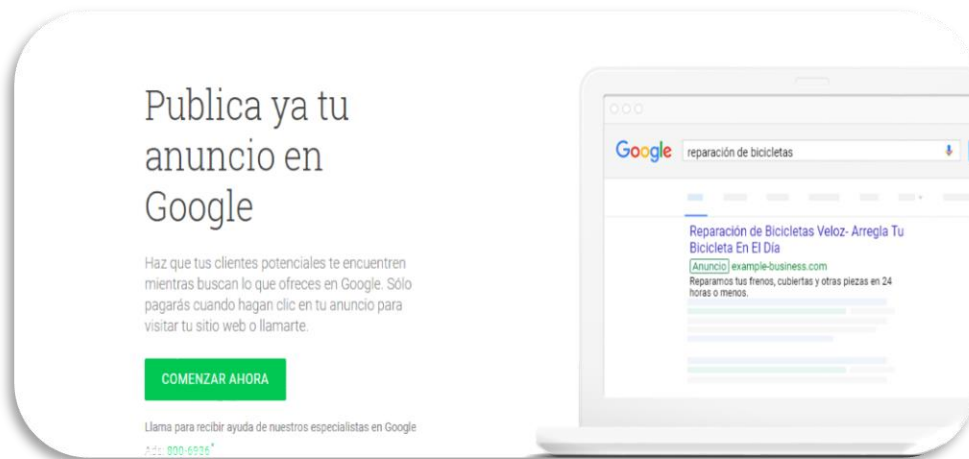 Publica ya tu
anuncio en
Google
Haz que tus clientes potenciales te encuentren
mientras buscan lo que ofreces en Google. Sólo
pagarás cuando hagan clic en tu anuncio para
visitar tu sitio web o llamarte.
COMENZAR AHORA
Llama para recibir ayuda de nuestros especialistas en Google
Ads: 800-6936*
Google reparación de bicicletas
Reparación de Bicicletas Veloz- Arregla Tu
Bicicleta En El Día
Anuncio example-business.com
Reparamos tus frenos, cubiertas y otras piezas en 24
horas o menos.